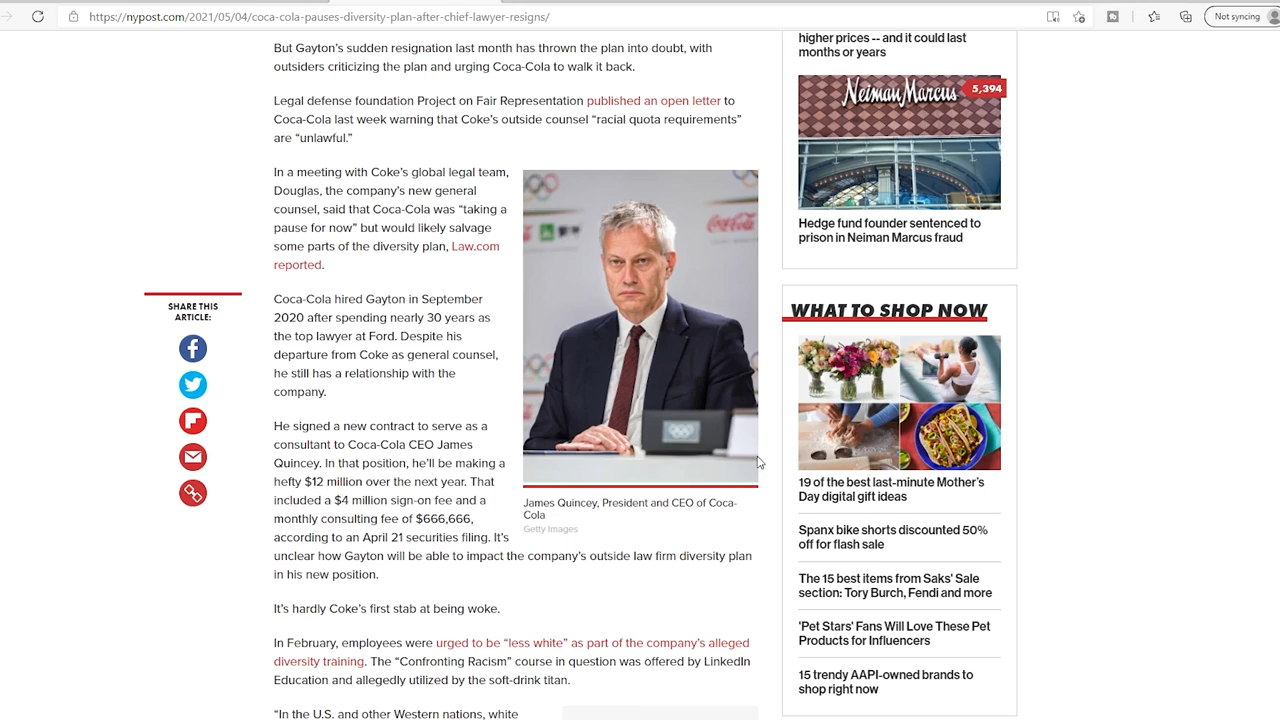 https://nypost.com/2021/05/04/coca-cola-pauses-diversity-plan-after-chief-lawyer-resigns/
Not syncing
But Gayton's sudden resignation last month has thrown the plan into doubt, with
outsiders criticizing the plan and urging Coca-Cola to walk it back.
Legal defense foundation Project on Fair Representation published an open letter to
Coca-Cola last week warning that Coke's outside counsel “racial quota requirements”
are “unlawful.”
In a meeting with Coke's global legal team,
Douglas, the company's new general
counsel, said that Coca-Cola was “taking a
pause for now” but would likely salvage
some parts of the diversity plan, Law.com
reported.
Coca-Cola hired Gayton in September
2020 after spending nearly 30 years as
the top lawyer at Ford. Despite his
departure from Coke as general counsel,
he still has a relationship with the
company.
He signed a new contract to serve as a
consultant to Coca-Cola CEO James
Quincey. In that position, he'll be making a
hefty $12 million over the next year. That
included a $4 million sign-on fee and a
monthly consulting fee of $666,666,
according to an April 21 securities filing. It's
unclear how Gayton will be able to impact the company's outside law firm diversity plan
in his new position.
It's hardly Coke's first stab at being woke.
In February, employees were urged to be “less white” as part of the company's alleged
diversity training. The “Confronting Racism” course in question was offered by LinkedIn
Education and allegedly utilized by the soft-drink titan.
“In the U.S. and other Western nations, white
SHARE THIS
ARTICLE:
Coca-Cola
James Quincey, President and CEO of Coca-
Cola
Getty Images
higher prices -- and it could last
months or years
Neiman Marcus
5,394
Hedge fund founder sentenced to
prison in Neiman Marcus fraud
WHAT TO SHOP NOW
19 of the best last-minute Mother's
Day digital gift ideas
Spanx bike shorts discounted 50%
off for flash sale
The 15 best items from Saks' Sale
section: Tory Burch, Fendi and more
'Pet Stars' Fans Will Love These Pet
Products for Influencers
15 trendy AAPI-owned brands to
shop right now